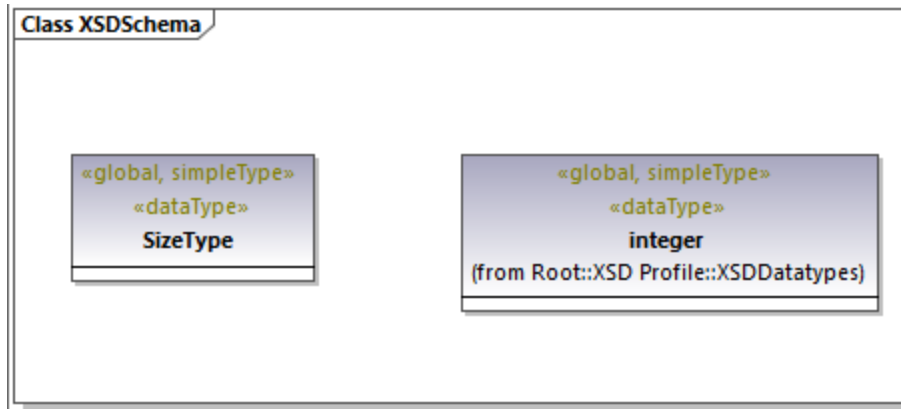 Class XSDSchema
«global, simpleType»
«dataType»
SizeType
«global, simpleType»
«dataType»
integer
(from Root::XSD Profile::XSDDatatypes)